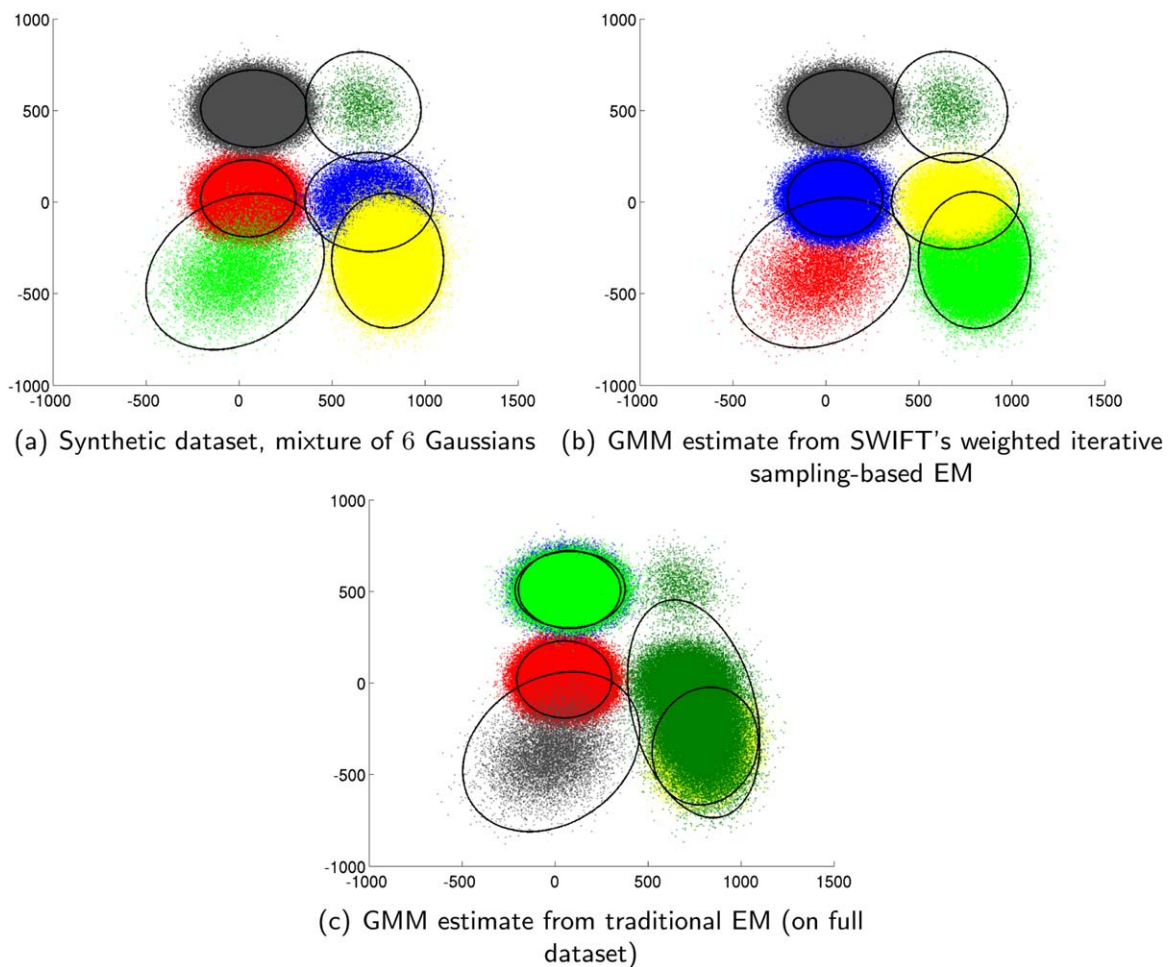 1000
500
0
-500
-1000
-1000 -500 0 500 1000 1500
(a) Synthetic dataset, mixture of 6 Gaussians
1000
500
0
-500
-1000
-1000 -500 0 500 1000 1500
(b) GMM estimate from SWIFT's weighted iterative
sampling-based EM
1000
500
0
-500
-1000
-1000 -500 0 500 1000 1500
(c) GMM estimate from traditional EM (on full
dataset)